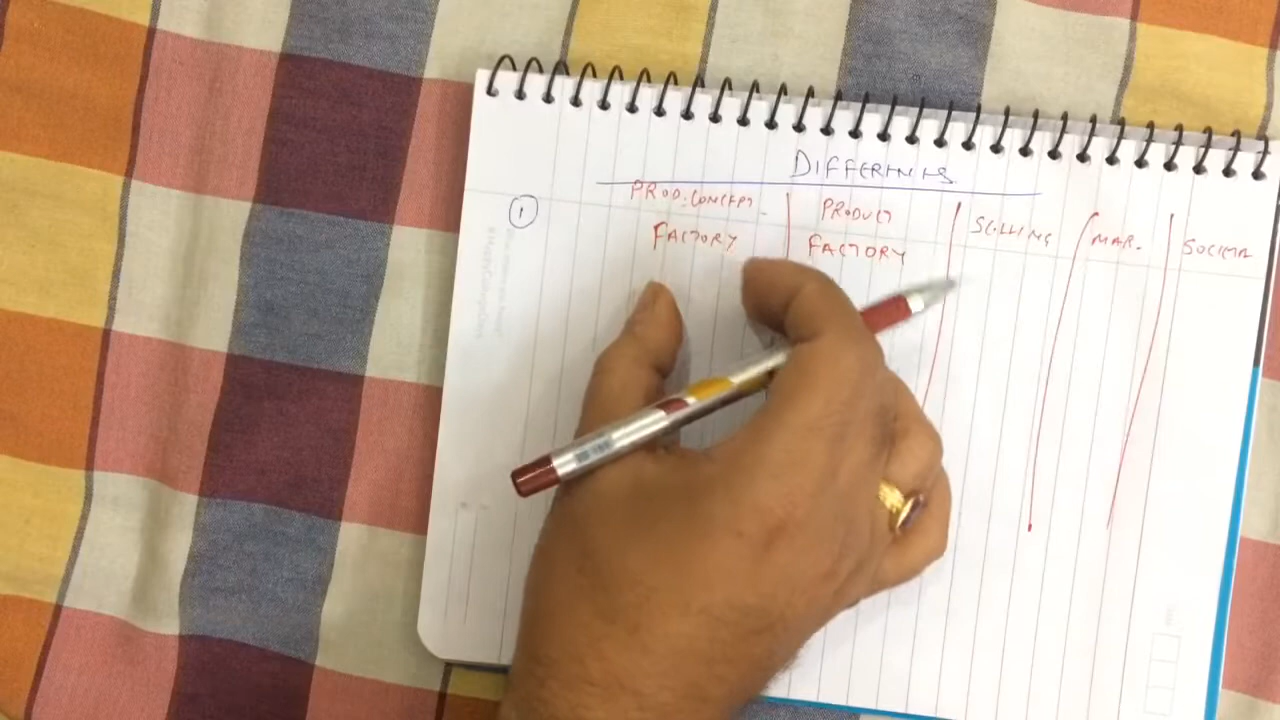 DIFFERENCES
① PROD. CONCEPT PRODUCT SELLING MAR. SOCIETAL
FACTORY FACTORY